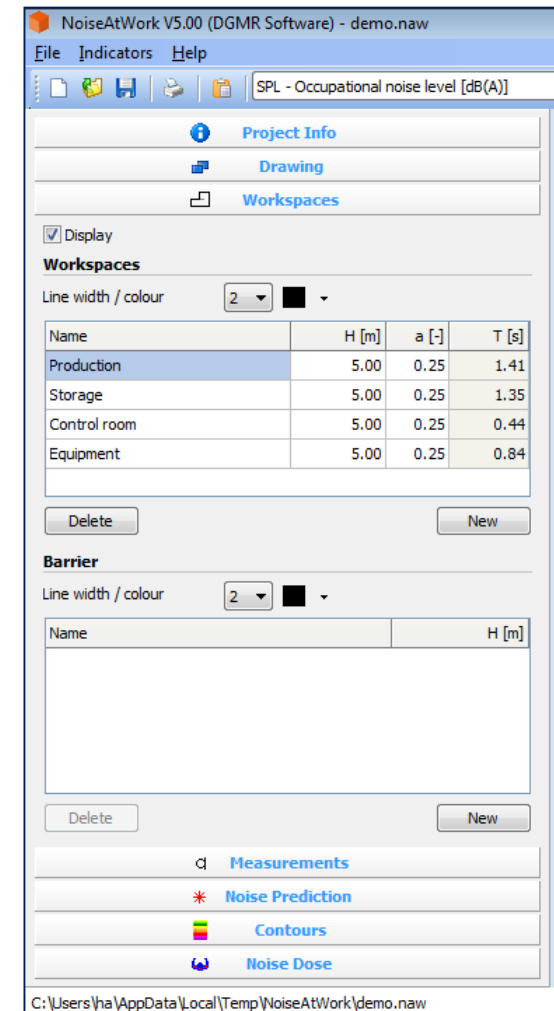 NoiseAtWork V5.00 (DGMR Software) - demo.naw
File Indicators Help
SPL - Occupational noise level [dB(A)]
Project Info
Drawing
Workspaces
Display
Workspaces
Line width / colour 2
Name H [m] a [-] T [s]
Production 5.00 0.25 1.41
Storage 5.00 0.25 1.35
Control room 5.00 0.25 0.44
Equipment 5.00 0.25 0.84
Delete New
Barrier
Line width / colour 2
Name H [m]
Delete New
Measurements
Noise Prediction
Contours
Noise Dose
C:\Users\ha\AppData\Local\Temp\NoiseAtWork\demo.naw